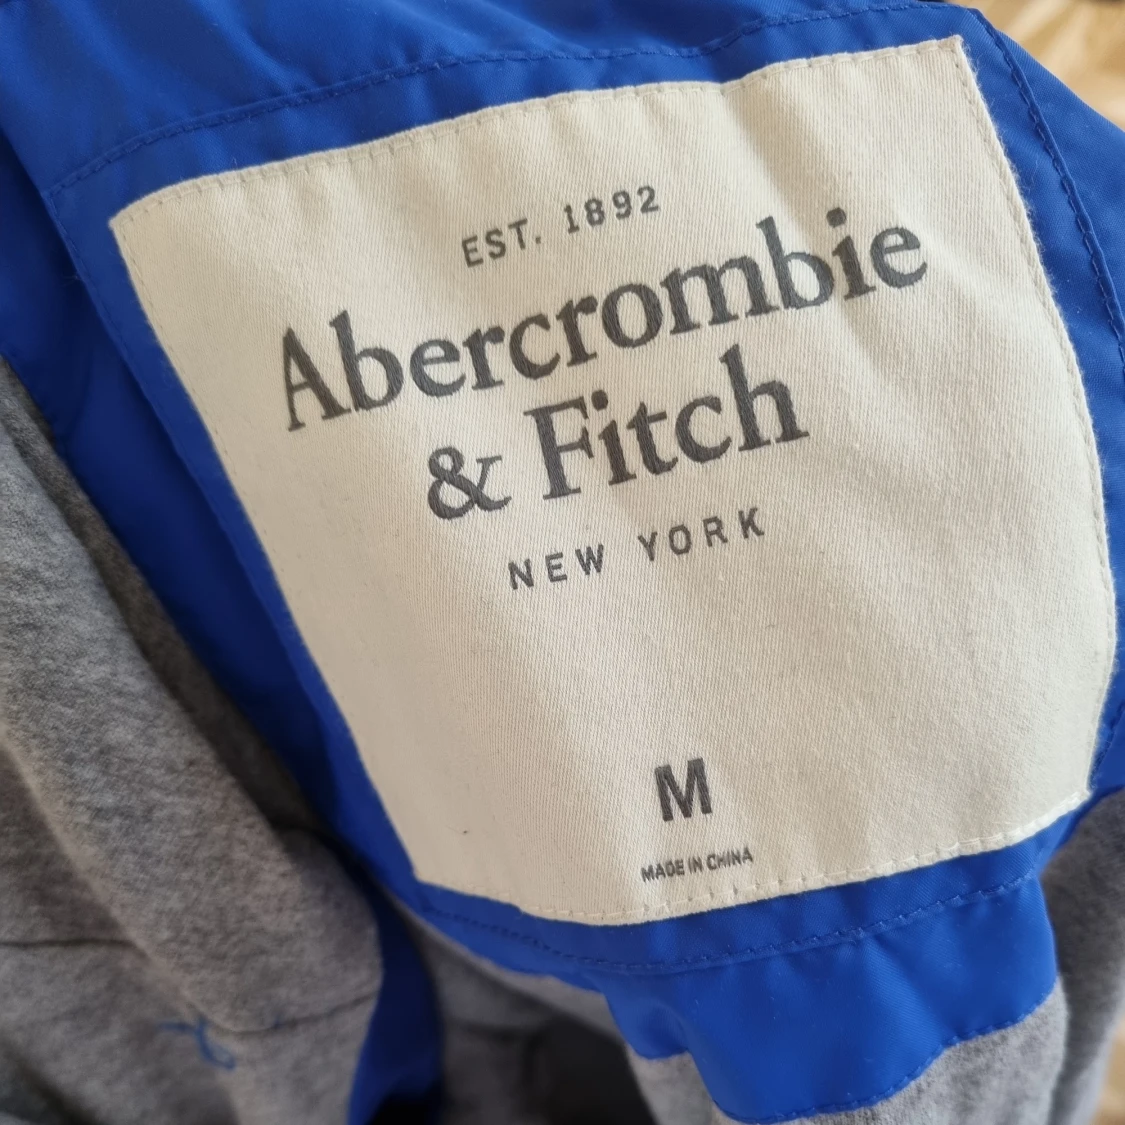 EST. 1892
Abercrombie
& Fitch
NEW YORK
M
MADE IN CHINA